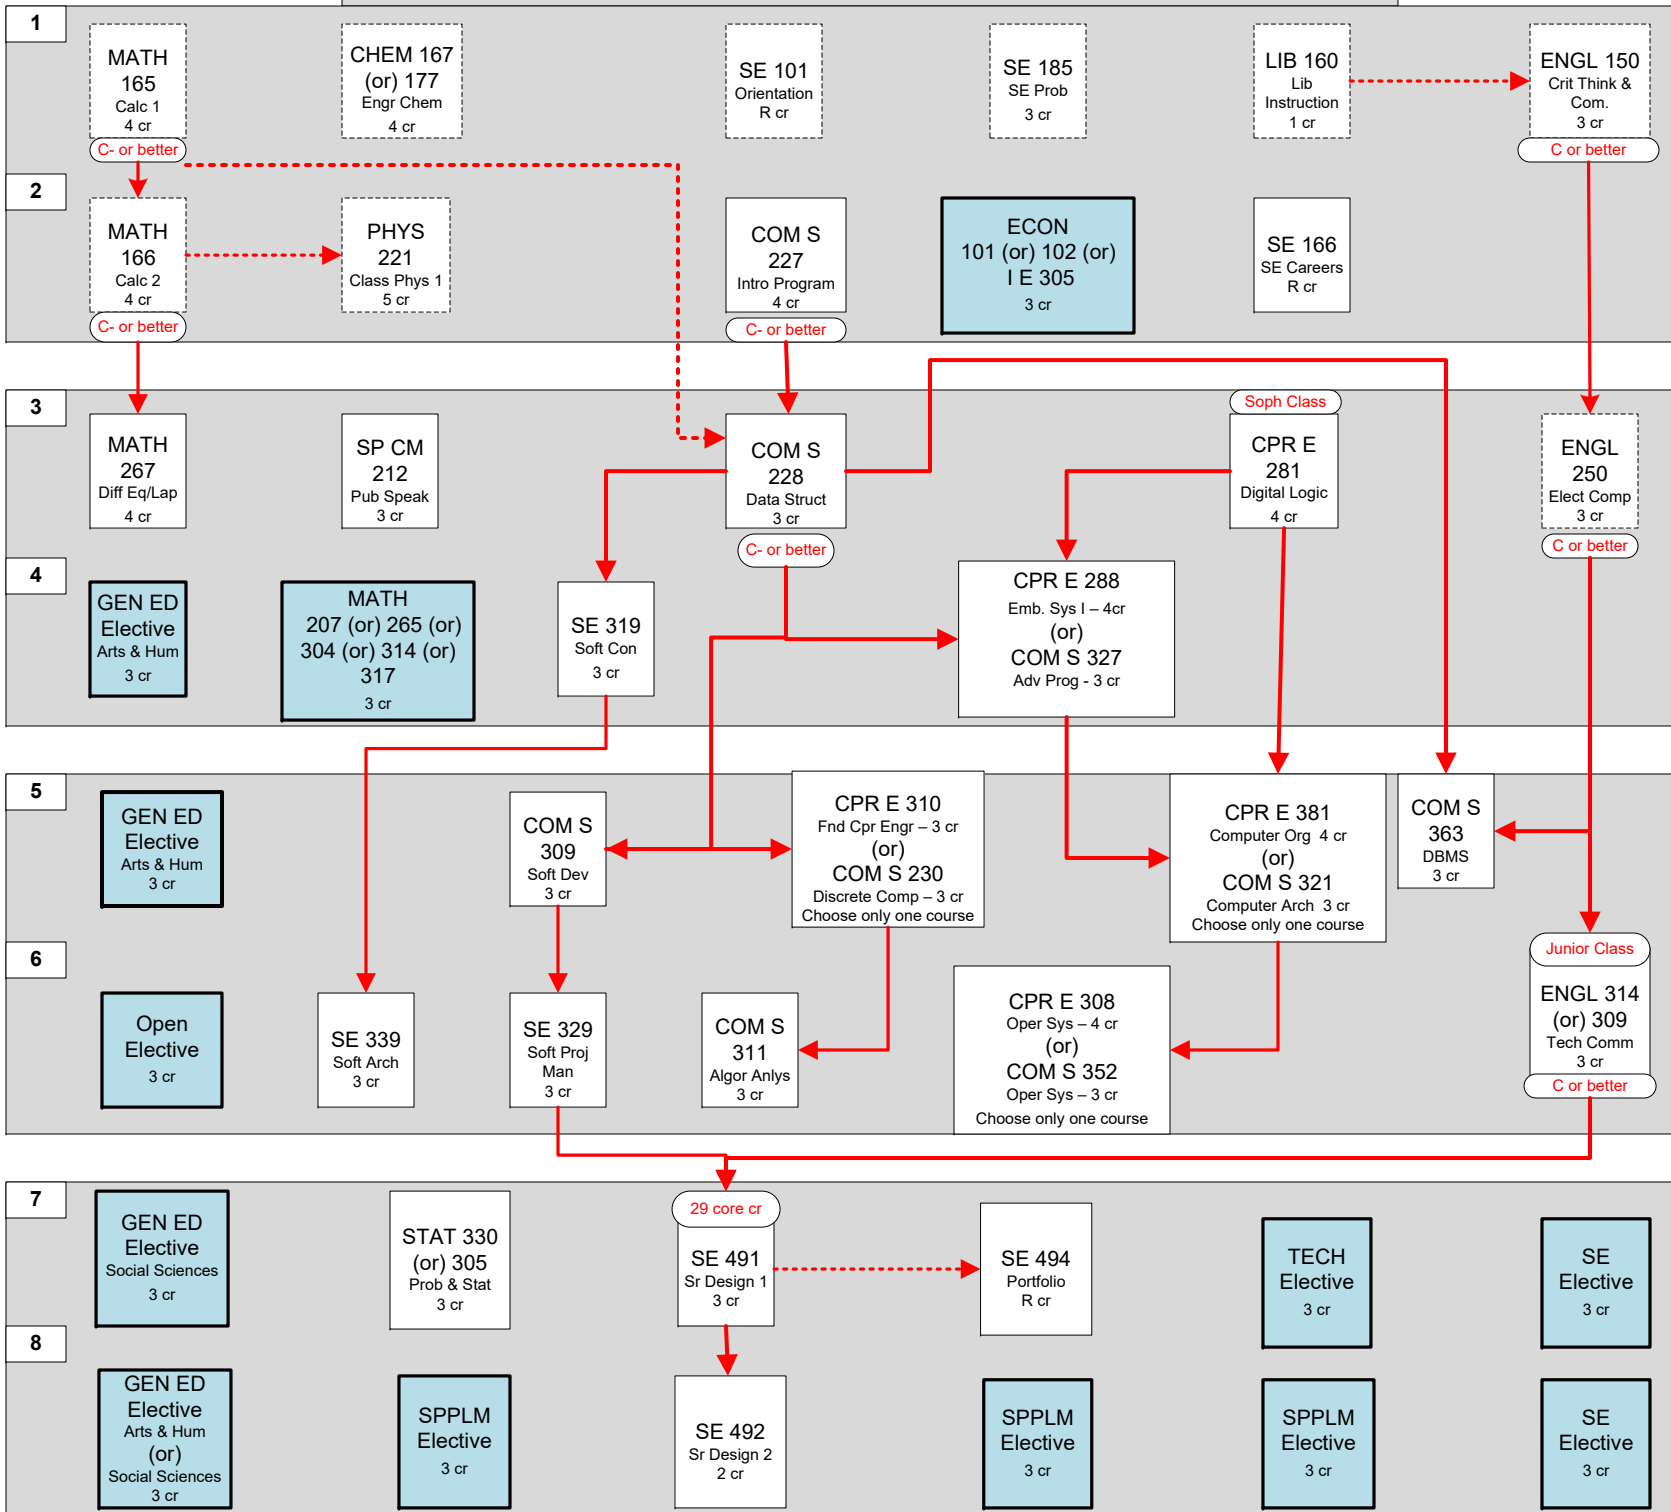 1
MATH
165
Calc 1
4 cr
C- or better
CHEM 167
(or) 177
Engr Chem
4 cr
SE 101
Orientation
R cr
SE 185
SE Prob
3 cr
LIB 160
Lib
Instruction
1 cr
ENGL 150
Crit Think &
Com.
3 cr
C or better
2
MATH
166
Calc 2
4 cr
C- or better
PHYS
221
Class Phys 1
5 cr
COM S
227
Intro Program
4 cr
C- or better
ECON
101 (or) 102 (or)
I E 305
3 cr
SE 166
SE Careers
R cr
3
MATH
267
Diff Eq/Lap
4 cr
SP CM
212
Pub Speak
3 cr
COM S
228
Data Struct
3 cr
C- or better
Soph Class
CPR E
281
Digital Logic
4 cr
ENGL
250
Elect Comp
3 cr
C or better
4
GEN ED
Elective
Arts & Hum
3 cr
MATH
207 (or) 265 (or)
304 (or) 314 (or)
317
3 cr
SE 319
Soft Con
3 cr
CPR E 288
Emb. Sys I – 4cr
(or)
COM S 327
Adv Prog - 3 cr
5
GEN ED
Elective
Arts & Hum
3 cr
COM S
309
Soft Dev
3 cr
CPR E 310
Fnd Cpr Engr – 3 cr
(or)
COM S 230
Discrete Comp – 3 cr
Choose only one course
CPR E 381
Computer Org  4 cr
(or)
COM S 321
Computer Arch  3 cr
Choose only one course
COM S
363
DBMS
3 cr
6
Open
Elective
3 cr
SE 339
Soft Arch
3 cr
SE 329
Soft Proj
Man
3 cr
COM S
311
Algor Anlys
3 cr
CPR E 308
Oper Sys – 4 cr
(or)
COM S 352
Oper Sys – 3 cr
Choose only one course
Junior Class
ENGL 314
(or) 309
Tech Comm
3 cr
C or better
7
GEN ED
Elective
Social Sciences
3 cr
STAT 330
(or) 305
Prob & Stat
3 cr
29 core cr
SE 491
Sr Design 1
3 cr
SE 494
Portfolio
R cr
TECH
Elective
3 cr
SE
Elective
3 cr
8
GEN ED
Elective
Arts & Hum
(or)
Social Sciences
3 cr
SPPLM
Elective
3 cr
SE 492
Sr Design 2
2 cr
SPPLM
Elective
3 cr
SPPLM
Elective
3 cr
SE
Elective
3 cr